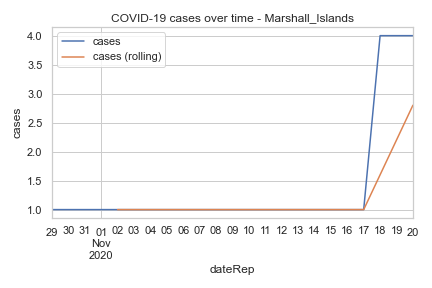 COVID-19 cases over time - Marshall_Islands
cases
cases (rolling)
4.0
3.5
3.0
2.5
2.0
1.5
1.0
cases
29 30 31 01 02 03 04 05 06 07 08 09 10 11 12 13 14 15 16 17 18 19 20
Nov
2020
dateRep